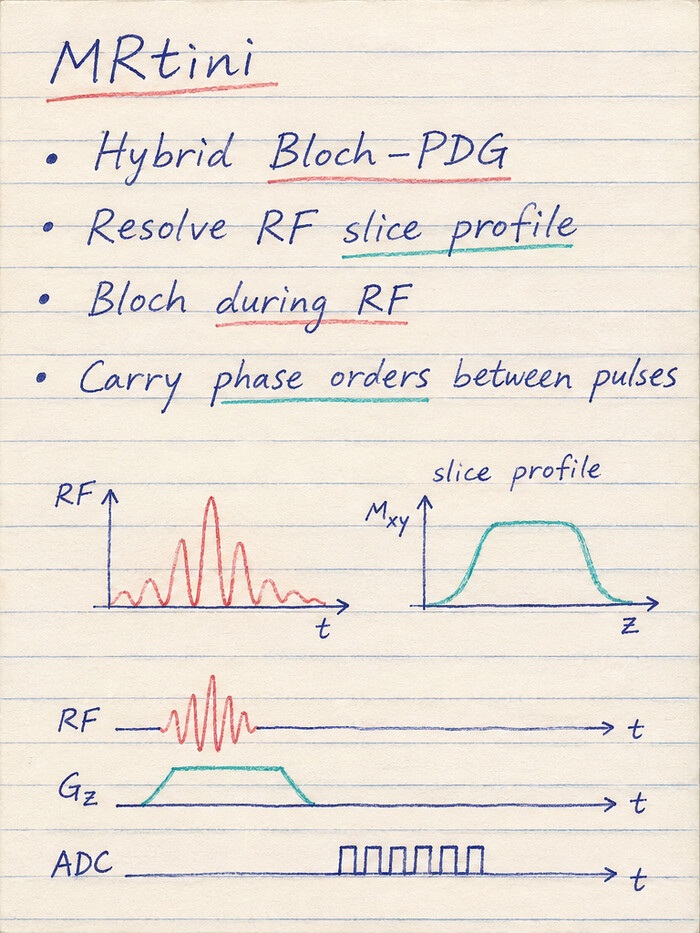 MRtini
• Hybrid Bloch-PDG
• Resolve RF slice profile
• Bloch during RF
• Carry phase orders between pulses
RF
t
slice profile
Mxy
z
RF
t
Gz
t
ADC
t